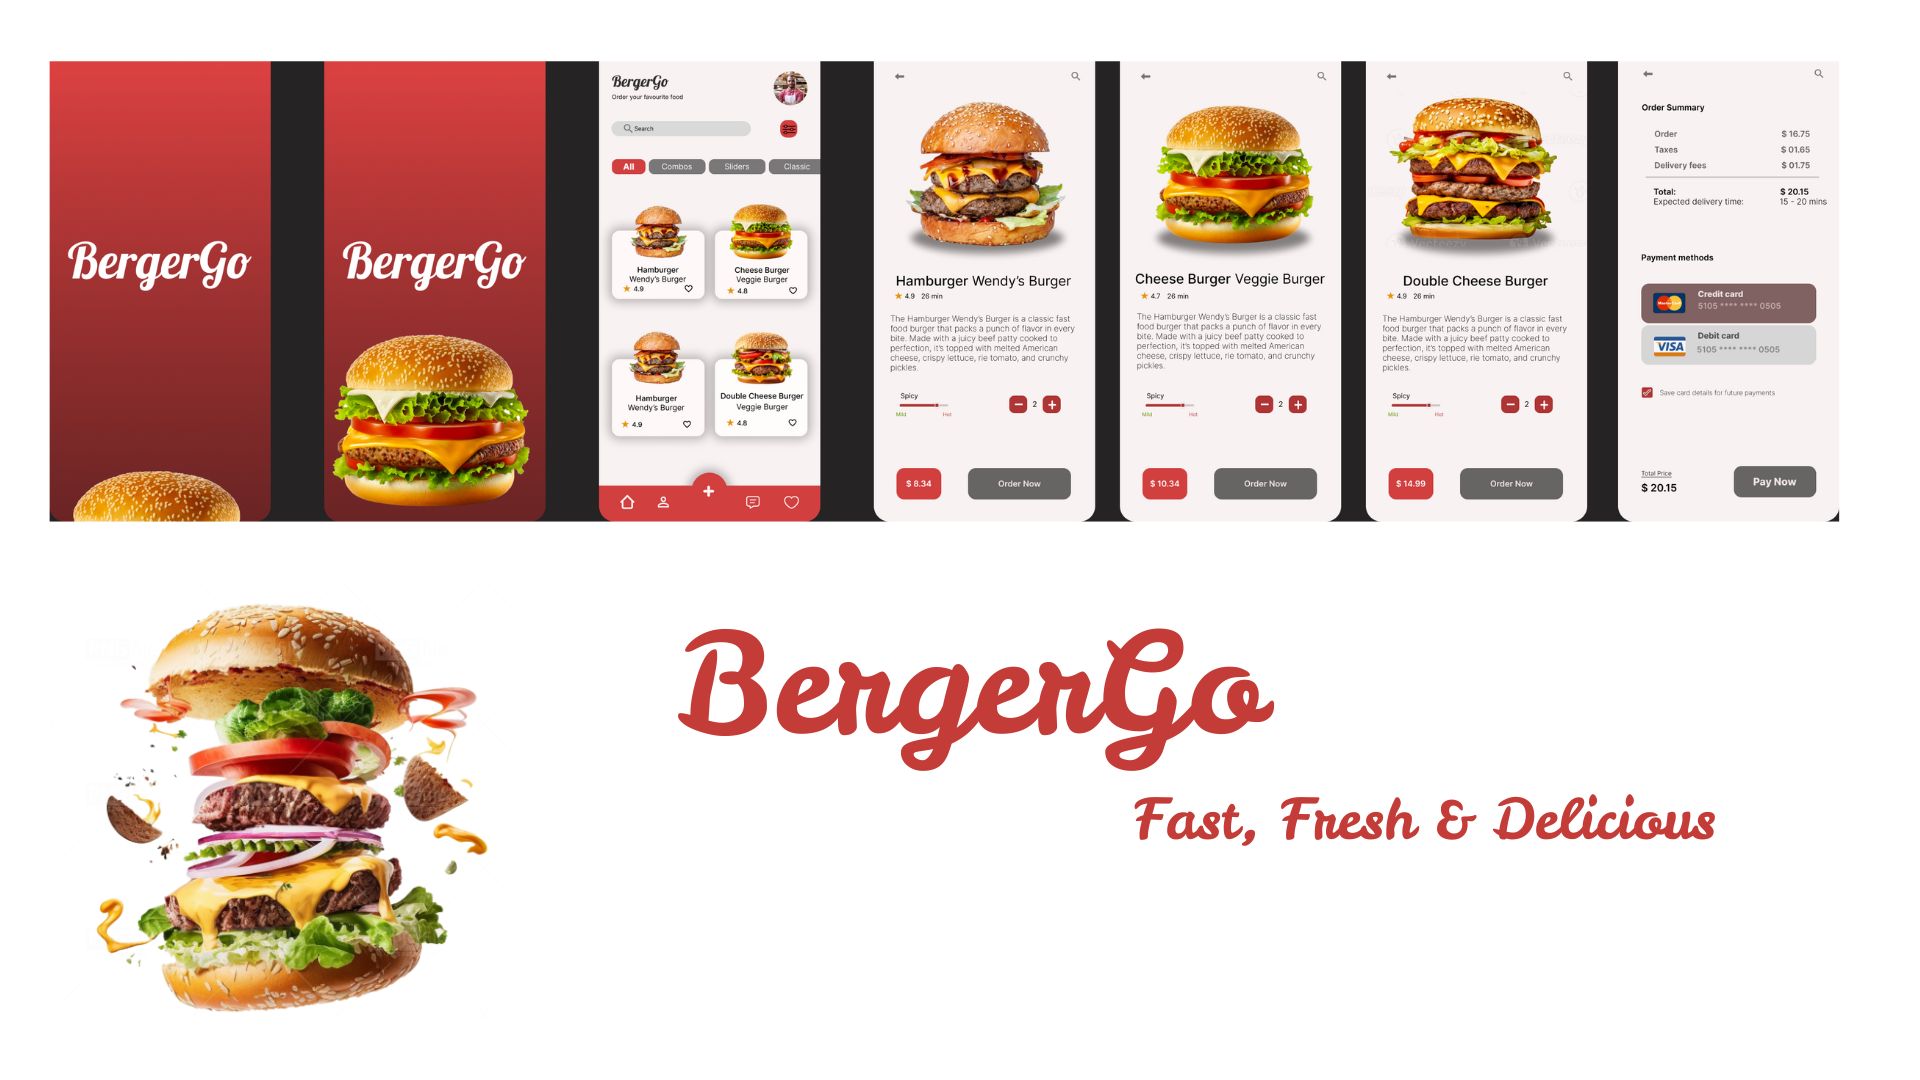 BergerGo
BergerGo
BergerGo
Order your favourite food
Search
All
Combos
Sliders
Classic
Hamburger
Wendy's Burger
4.9
Cheese Burger
Veggie Burger
4.8
Hamburger
Wendy's Burger
4.9
Double Cheese Burger
Veggie Burger
4.8
Hamburger Wendy's Burger
4.9 26 min
The Hamburger Wendy's Burger is a classic fast
food burger that packs a punch of flavor in every
bite. Made with a juicy beef patty cooked to
perfection, it's topped with melted American
cheese, crispy lettuce, rie tomato, and crunchy
pickles.
Spicy
Mild Hot
2
$ 8.34
Order Now
Cheese Burger Veggie Burger
4.7 26 min
The Hamburger Wendy's Burger is a classic fast
food burger that packs a punch of flavor in every
bite. Made with a juicy beef patty cooked to
perfection, it's topped with melted American
cheese, crispy lettuce, rie tomato, and crunchy
pickles.
Spicy
Mild Hot
2
$ 10.34
Order Now
Double Cheese Burger
4.9 26 min
The Hamburger Wendy's Burger is a classic fast
food burger that packs a punch of flavor in every
bite. Made with a juicy beef patty cooked to
perfection, it's topped with melted American
cheese, crispy lettuce, rie tomato, and crunchy
pickles.
Spicy
Mild Hot
2
$ 14.99
Order Now
Order Summary
Order $ 16.75
Taxes $ 01.65
Delivery fees $ 01.75
Total: $ 20.15
Expected delivery time: 15 - 20 mins
Payment methods
Credit card
5105 **** **** 0505
Debit card
VISA
5105 **** **** 0505
Save card details for future payments
Total Price
$ 20.15
Pay Now
BergerGo
Fast, Fresh & Delicious